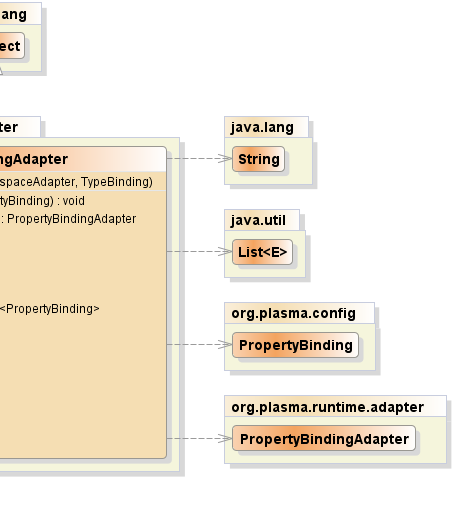 ang
ect
ter
ngAdapter
spaceAdapter, TypeBinding)
tyBinding) : void
: PropertyBindingAdapter
<PropertyBinding>
java.lang
String
java.util
List<E>
org.plasma.config
PropertyBinding
org.plasma.runtime.adapter
PropertyBindingAdapter